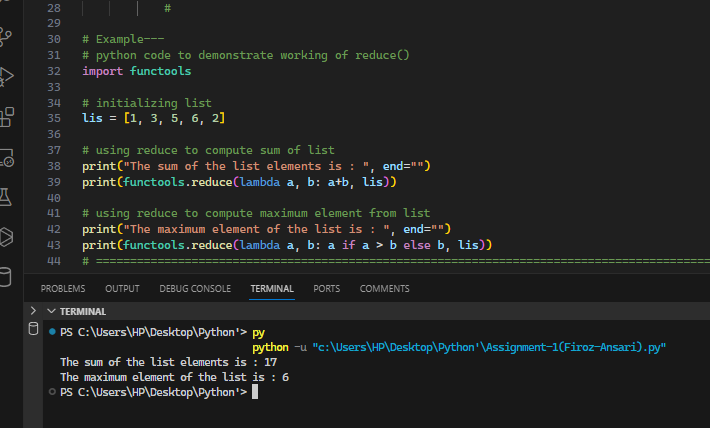 28 #
29
30 # Example---
31 # python code to demonstrate working of reduce()
32 import functools
33
34 # initializing list
35 lis = [1, 3, 5, 6, 2]
36
37 # using reduce to compute sum of list
38 print("The sum of the list elements is : ", end="")
39 print(functools.reduce(lambda a, b: a+b, lis))
40
41 # using reduce to compute maximum element from list
42 print("The maximum element of the list is : ", end="")
43 print(functools.reduce(lambda a, b: a if a > b else b, lis))
44 # ==========================================================================================
PROBLEMS OUTPUT DEBUG CONSOLE TERMINAL PORTS COMMENTS
TERMINAL
PS C:\Users\HP\Desktop\Python'> py
python -u "c:\Users\HP\Desktop\Python'\Assignment-1(Firoz-Ansari).py"
The sum of the list elements is : 17
The maximum element of the list is : 6
PS C:\Users\HP\Desktop\Python'>